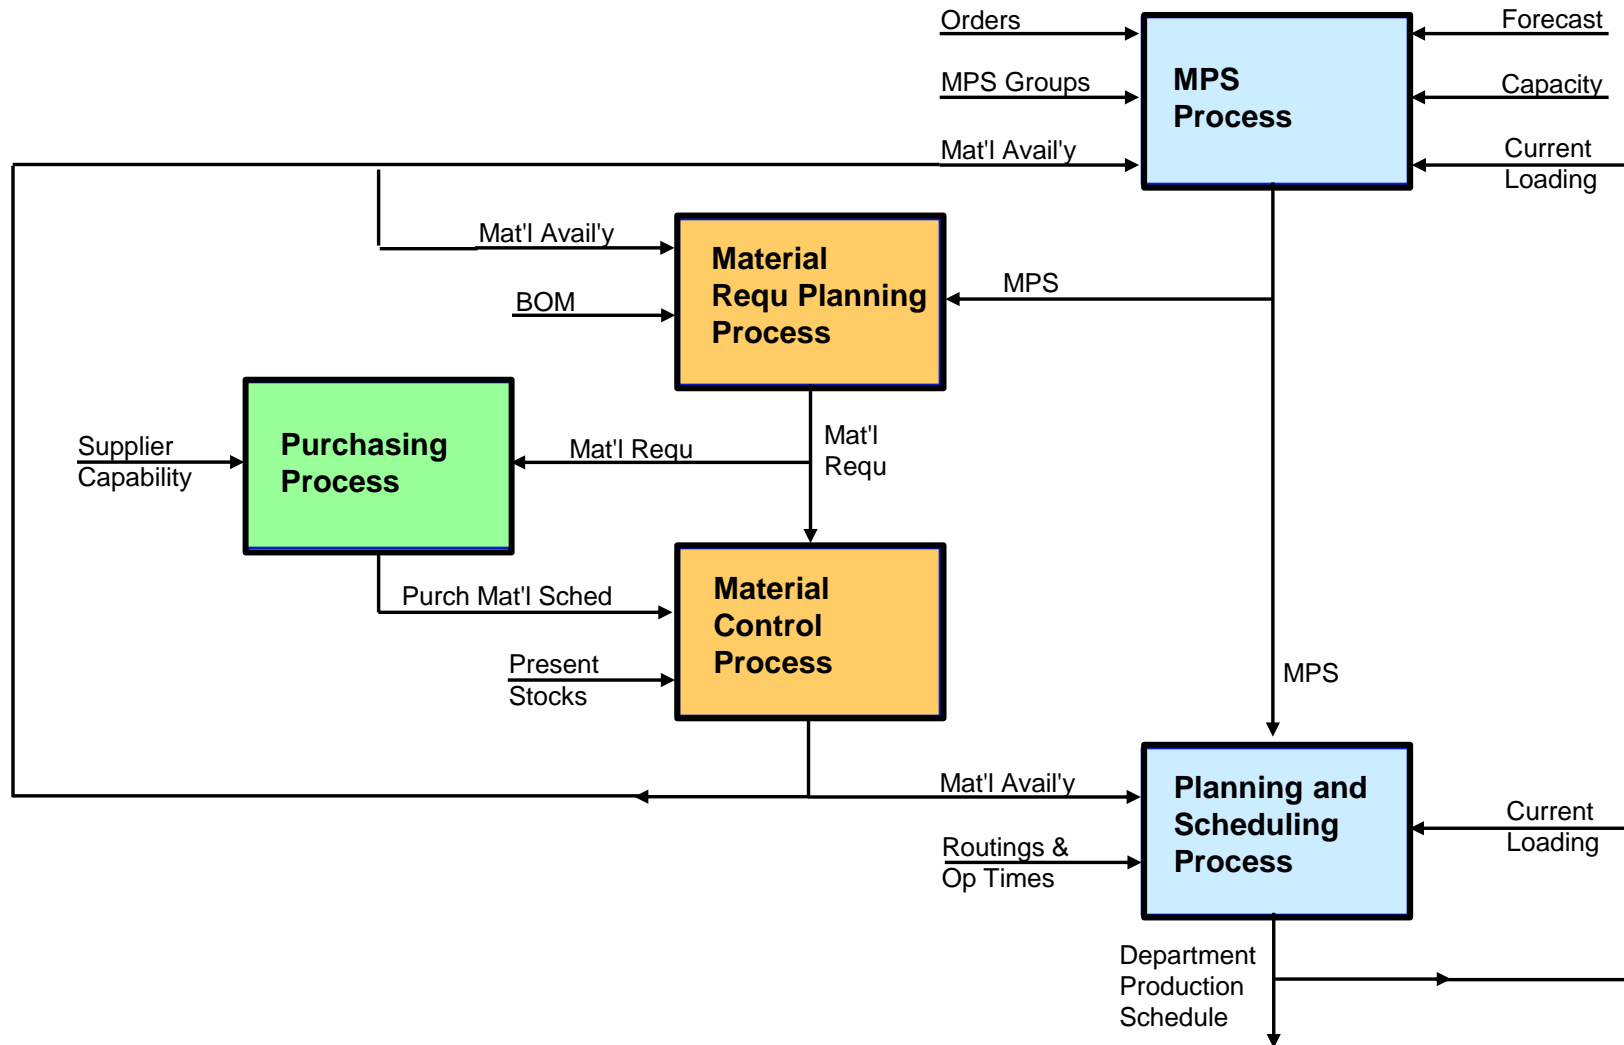 Orders
Forecast
MPS
Process
MPS Groups
Capacity
Mat'l Avail'y
Current
Loading
Mat'l Avail'y
Material
Requ Planning
Process
MPS
BOM
Purchasing
Process
Supplier
Capability
Mat'l Requ
Mat'l
Requ
Purch Mat'l Sched
Material
Control
Process
Present
Stocks
MPS
Mat'l Avail'y
Planning and
Scheduling
Process
Current
Loading
Routings &
Op Times
Department
Production
Schedule